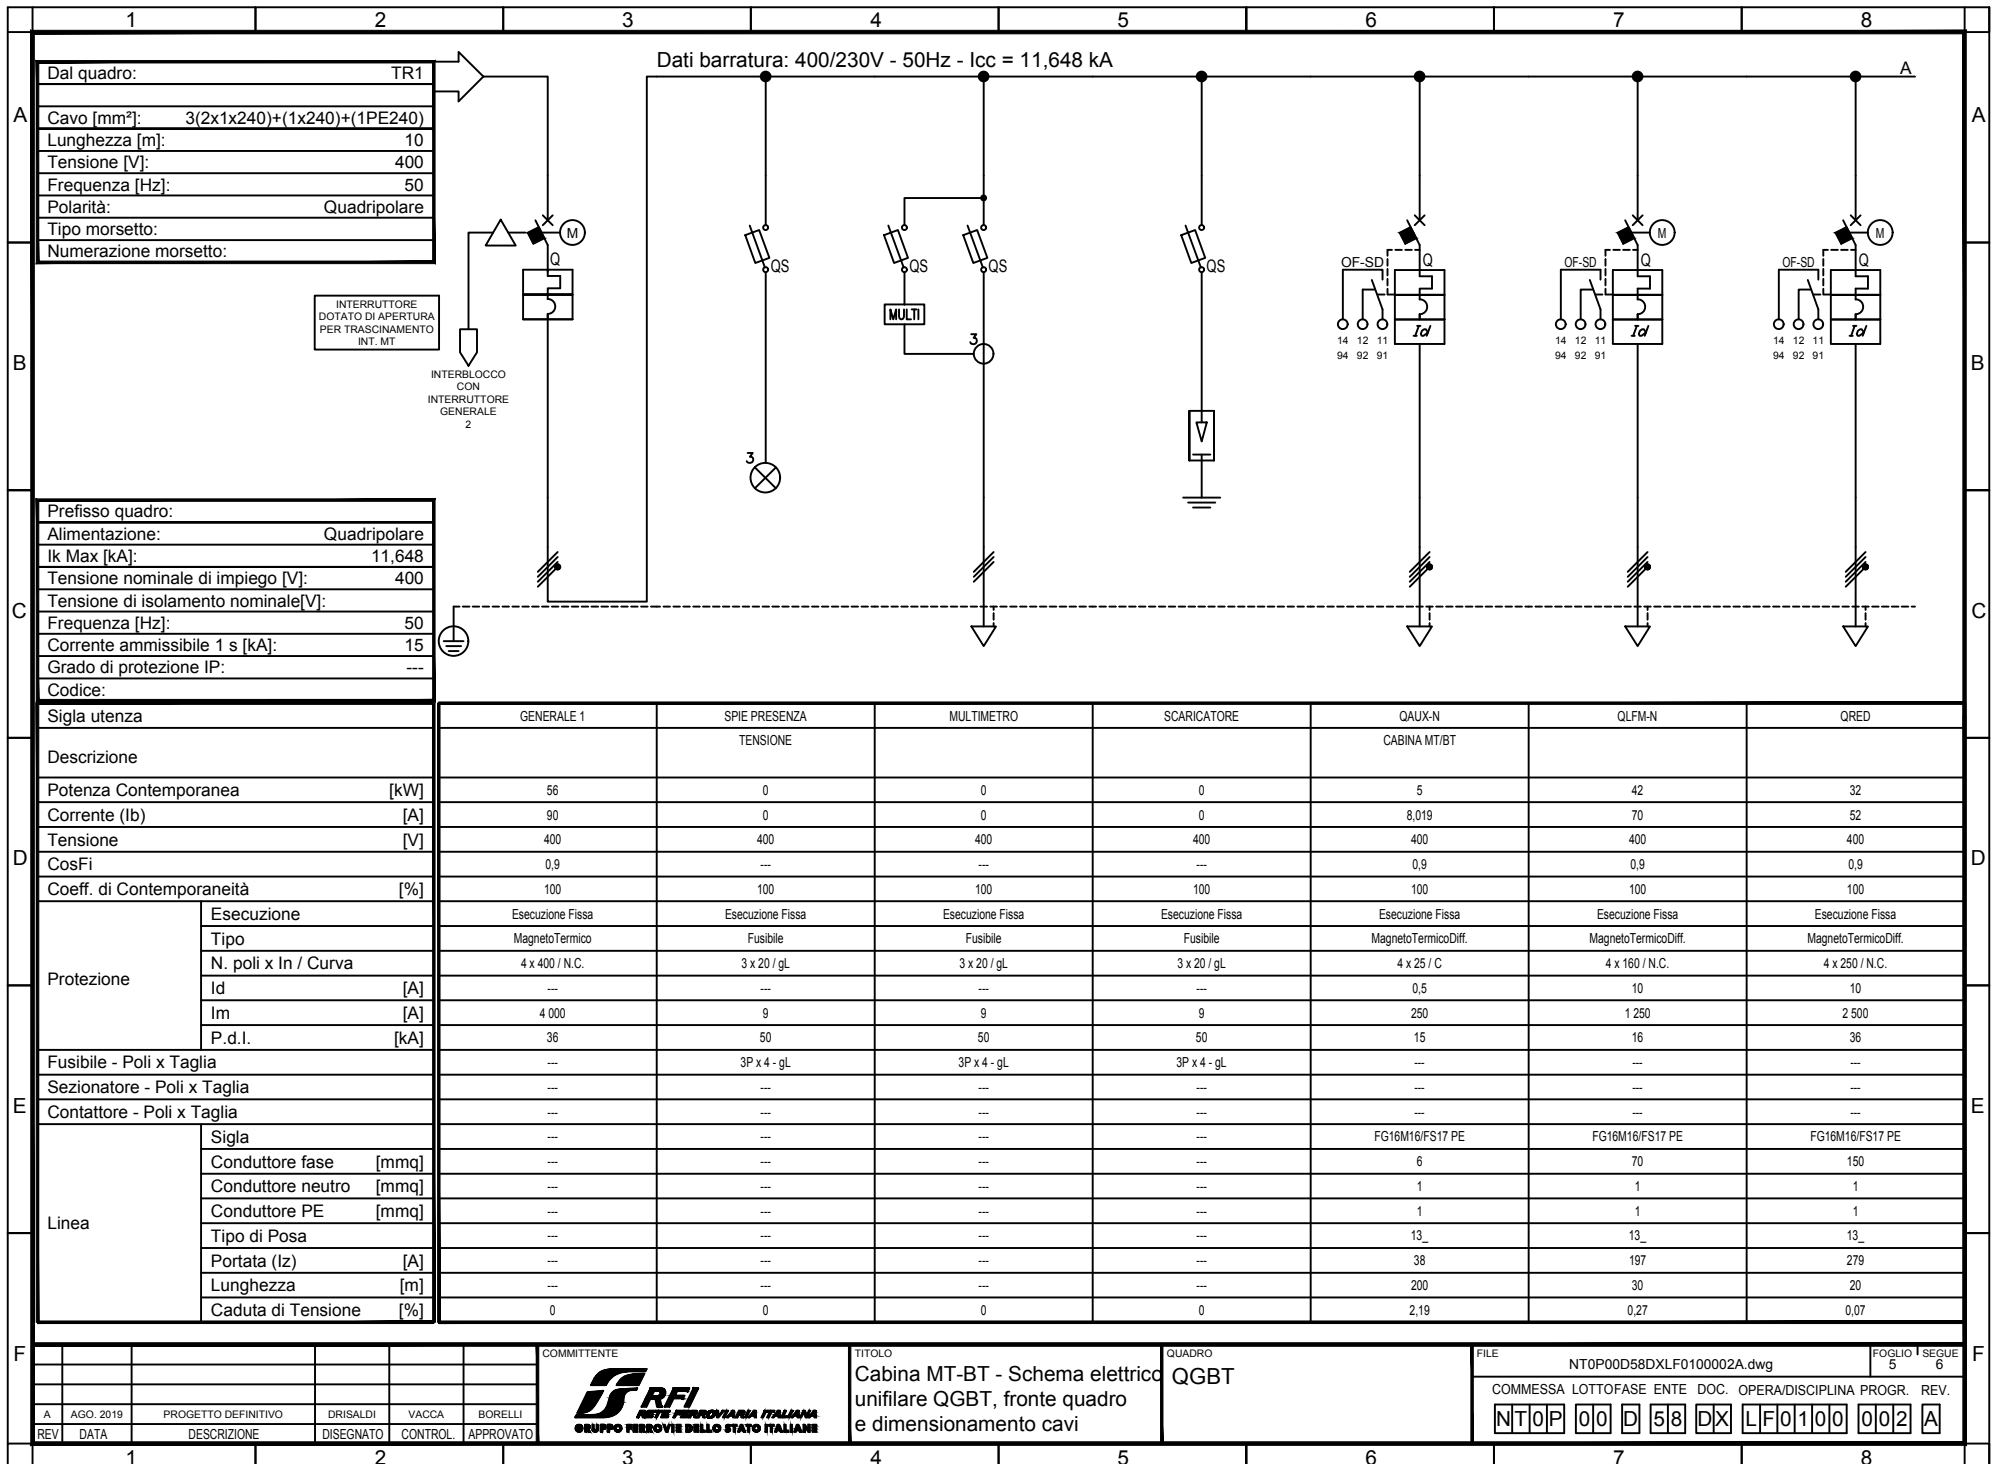 1 2 3 4 5 6 7 8
Dati barratura: 400/230V - 50Hz - Icc = 11,648 kA
A
A
A
Dal quadro: TR1
Cavo [mm²]: 3(2x1x240)+(1x240)+(1PE240)
Lunghezza [m]: 10
Tensione [V]: 400
Frequenza [Hz]: 50
Polarità: Quadripolare
Tipo morsetto:
Numerazione morsetto:
M
Q
QS
QS
QS
QS
MULTI
3
3
INTERRUTTORE
DOTATO DI APERTURA
PER TRASCINAMENTO
INT. MT
INTERBLOCCO
CON
INTERRUTTORE
GENERALE
2
OF-SD Q
Id
14 12 11
94 92 91
M
OF-SD Q
Id
14 12 11
94 92 91
M
OF-SD Q
Id
14 12 11
94 92 91
B
B
Prefisso quadro:
Alimentazione: Quadripolare
Ik Max [kA]: 11,648
Tensione nominale di impiego [V]: 400
Tensione di isolamento nominale[V]:
Frequenza [Hz]: 50
Corrente ammissibile 1 s [kA]: 15
Grado di protezione IP: ---
Codice:
C
C
Sigla utenza GENERALE 1 SPIE PRESENZA MULTIMETRO SCARICATORE QAUX-N QLFM-N QRED
Descrizione TENSIONE CABINA MT/BT
Potenza Contemporanea [kW] 56 0 0 0 5 42 32
Corrente (Ib) [A] 90 0 0 0 8,019 70 52
Tensione [V] 400 400 400 400 400 400 400
CosFi 0,9 --- --- --- 0,9 0,9 0,9
Coeff. di Contemporaneità [%] 100 100 100 100 100 100 100
D
D
Protezione
Esecuzione Esecuzione Fissa Esecuzione Fissa Esecuzione Fissa Esecuzione Fissa Esecuzione Fissa Esecuzione Fissa Esecuzione Fissa
Tipo MagnetoTermico Fusibile Fusibile Fusibile MagnetoTermicoDiff. MagnetoTermicoDiff. MagnetoTermicoDiff.
N. poli x In / Curva 4 x 400 / N.C. 3 x 20 / gL 3 x 20 / gL 3 x 20 / gL 4 x 25 / C 4 x 160 / N.C. 4 x 250 / N.C.
Id [A] --- --- --- --- 0,5 10 10
Im [A] 4 000 9 9 9 250 1 250 2 500
P.d.I. [kA] 36 50 50 50 15 16 36
Fusibile - Poli x Taglia --- 3P x 4 - gL 3P x 4 - gL 3P x 4 - gL --- --- ---
Sezionatore - Poli x Taglia --- --- --- --- --- --- ---
Contattore - Poli x Taglia --- --- --- --- --- --- ---
E
E
Linea
Sigla --- --- --- --- FG16M16/FS17 PE FG16M16/FS17 PE FG16M16/FS17 PE
Conduttore fase [mmq] --- --- --- --- 6 70 150
Conduttore neutro [mmq] --- --- --- --- 1 1 1
Conduttore PE [mmq] --- --- --- --- 1 1 1
Tipo di Posa --- --- --- --- 13_ 13_ 13_
Portata (Iz) [A] --- --- --- --- 38 197 279
Lunghezza [m] --- --- --- --- 200 30 20
Caduta di Tensione [%] 0 0 0 0 2,19 0,27 0,07
F
F
A AGO. 2019 PROGETTO DEFINITIVO DRISALDI VACCA BORELLI
REV DATA DESCRIZIONE DISEGNATO CONTROL. APPROVATO
COMMITTENTE
RFI
RETE FERROVIARIA ITALIANA
GRUPPO FERROVIE DELLO STATO ITALIANE
TITOLO
Cabina MT-BT - Schema elettrico
unifilare QGBT, fronte quadro
e dimensionamento cavi
QUADRO
QGBT
FILE
NT0P00D58DXLF0100002A.dwg
FOGLIO SEGUE
5 6
COMMESSA LOTTO FASE ENTE DOC. OPERA/DISCIPLINA PROGR. REV.
NT0P 00 D 58 DX LF0100 002 A
1 2 3 4 5 6 7 8